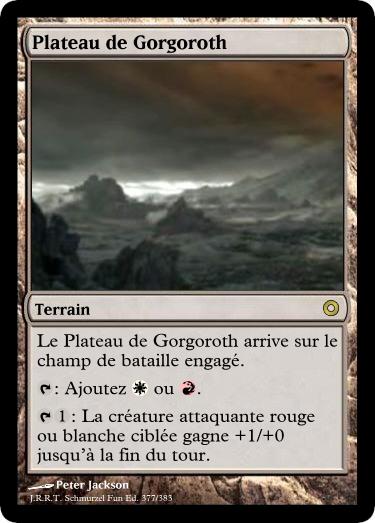 Plateau de Gorgoroth
Terrain
Le Plateau de Gorgoroth arrive sur le
champ de bataille engagé.
: Ajoutez ou .
1 : La créature attaquante rouge
ou blanche ciblée gagne +1/+0
jusqu'à la fin du tour.
Peter Jackson
J.R.R.T. Schmurzel Fun Ed. 377/383